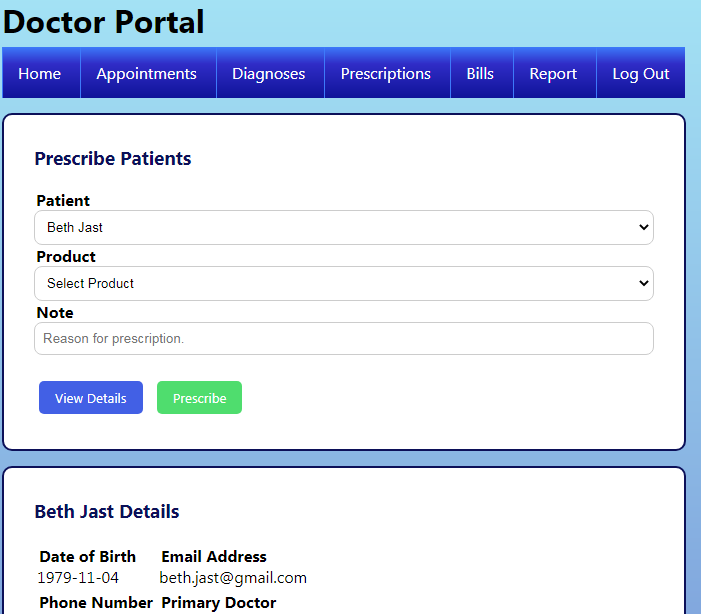 Doctor Portal
Home Appointments Diagnoses Prescriptions Bills Report Log Out
Prescribe Patients
Patient
Beth Jast
Product
Select Product
Note
Reason for prescription.
View Details Prescribe
Beth Jast Details
Date of Birth Email Address
1979-11-04 beth.jast@gmail.com
Phone Number Primary Doctor